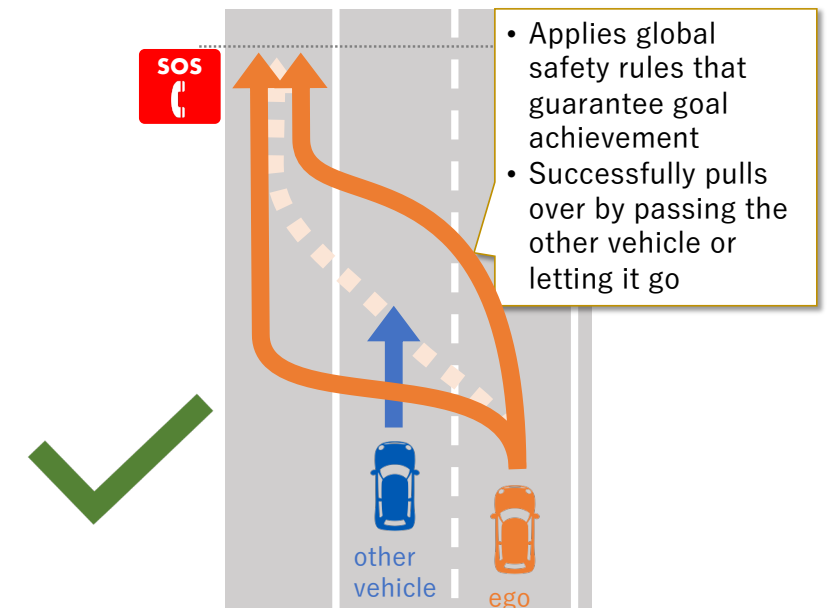 SOS
• Applies global
safety rules that
guarantee goal
achievement
• Successfully pulls
over by passing the
other vehicle or
letting it go
other
vehicle
ego